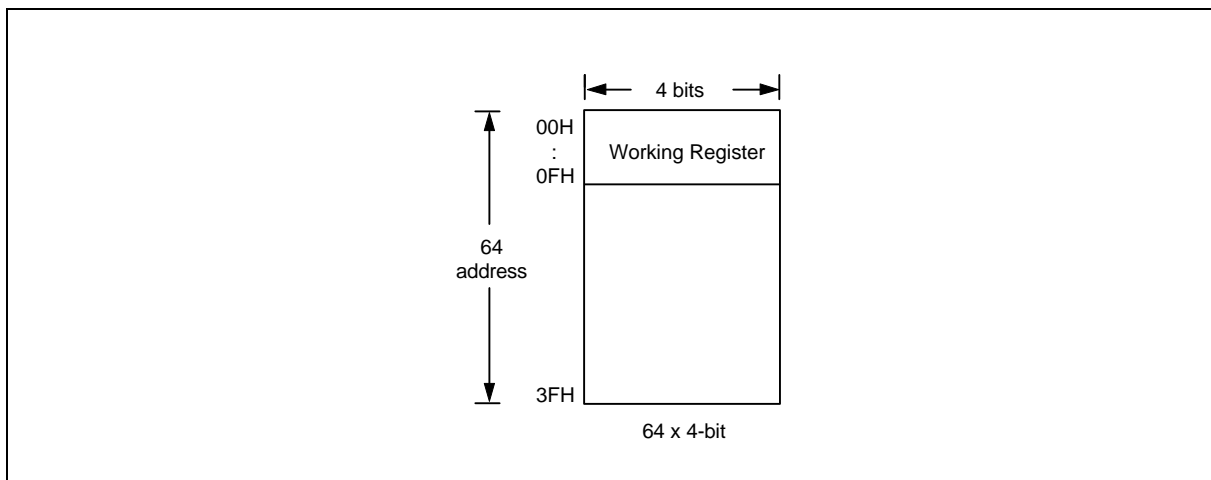 4 bits
00H
:
0FH
Working Register
64
address
3FH
64 x 4-bit